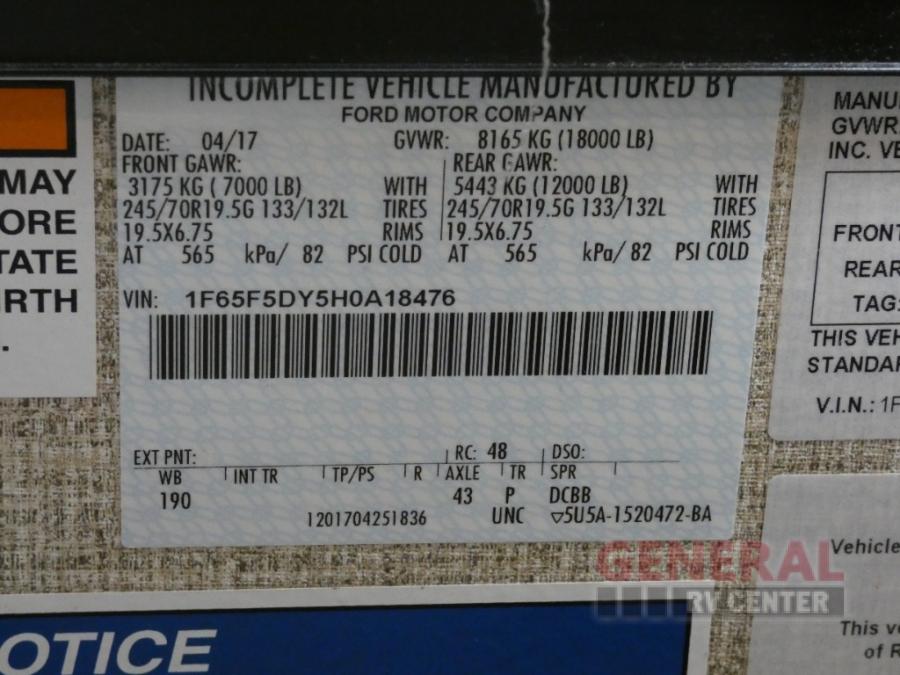 INCOMPLETE VEHICLE MANUFACTURED BY
FORD MOTOR COMPANY
DATE: 04/17 GVWR: 8165 KG (18000 LB)
FRONT GAWR: REAR GAWR:
3175 KG ( 7000 LB) WITH 5443 KG (12000 LB) WITH
245/70R19.5G 133/132L TIRES 245/70R19.5G 133/132L TIRES
19.5X6.75 RIMS 19.5X6.75 RIMS
AT 565 kPa/ 82 PSI COLD AT 565 kPa/ 82 PSI COLD
VIN: 1F65F5DY5H0A18476
EXT PNT: RC: 48 DSO:
WB INT TR TP/PS R AXLE TR SPR
190 43 P DCBB
1201704251836 UNC ▽5U5A-1520472-BA
MAY
ORE
TATE
RTH
.
MANU
GVWR
INC. VE
FRONT
REAR
TAG:
THIS VEH
STANDAR
V.I.N.: 1F
Vehicle
This ve
of R
OTICE
GENERAL
RV CENTER